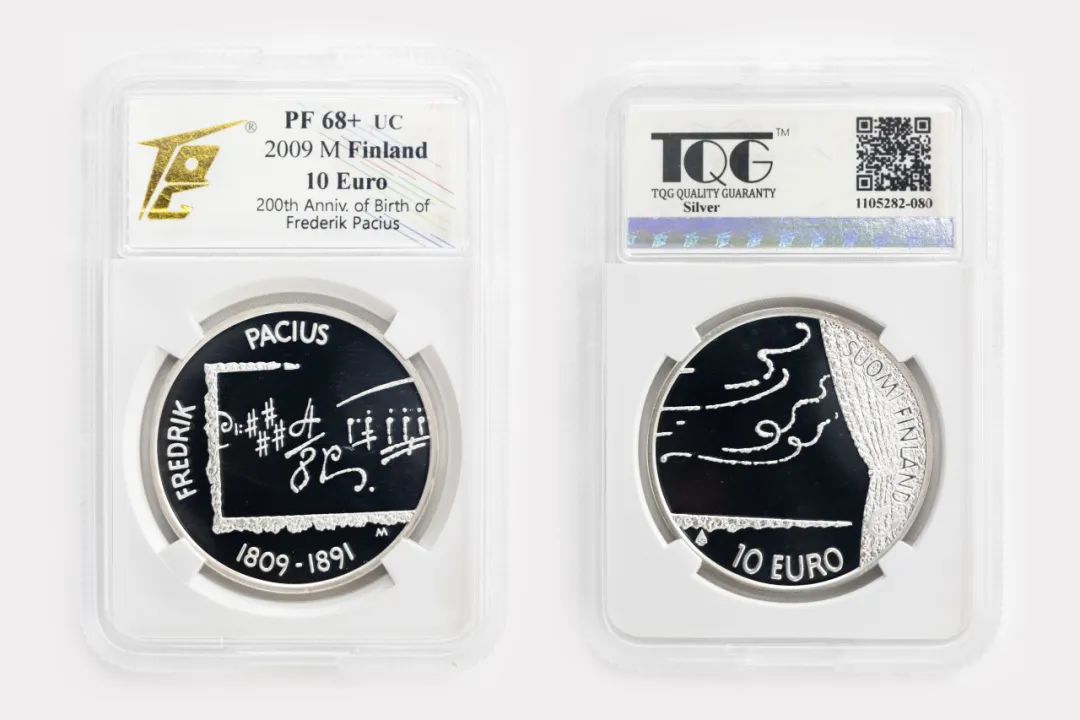 ®
PF 68+ UC
2009 M Finland
10 Euro
200th Anniv. of Birth of
Frederik Pacius
PACIUS
FREDRIK
M
1809 - 1891
TQG™
TQG QUALITY GUARANTY
Silver
1105282-080
SUOMI FINLAND
10 EURO